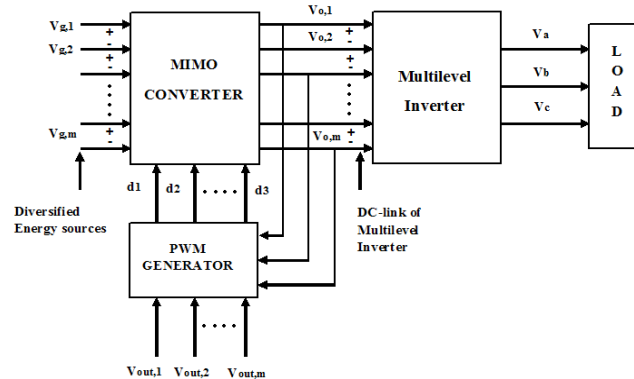 Vg,1
Vg,2
Vg,m
+
-
+
-
+
-
MIMO
CONVERTER
Vo,1
Vo,2
Vo,m
+
-
+
-
+
-
Multilevel
Inverter
Va
Vb
Vc
L
O
A
D
d1
d2
d3
Diversified
Energy sources
DC-link of
Multilevel
Inverter
PWM
GENERATOR
Vout,1
Vout,2
Vout,m